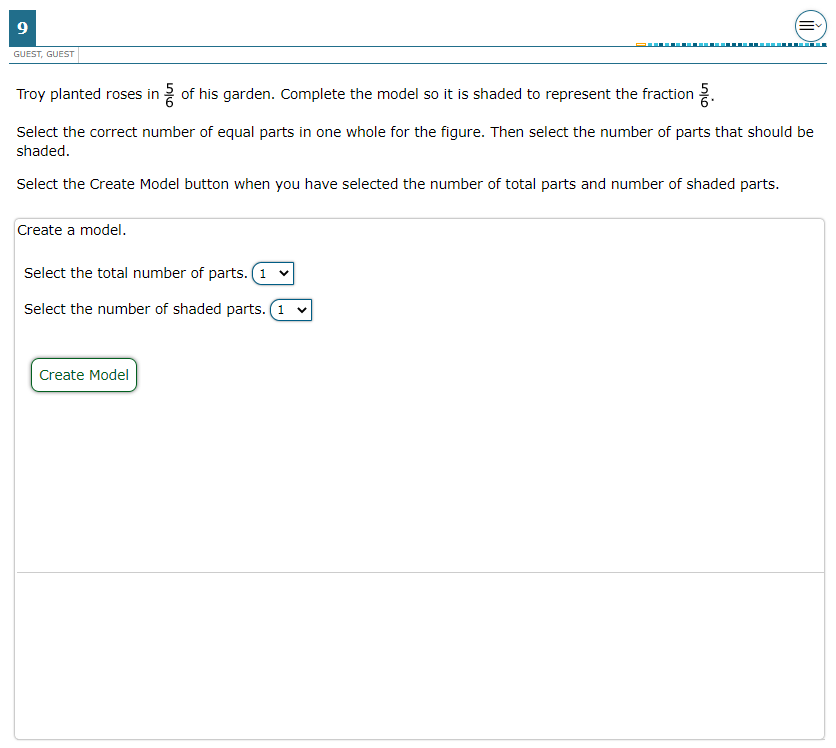 9
GUEST, GUEST
Troy planted roses in 5/6 of his garden. Complete the model so it is shaded to represent the fraction 5/6.
Select the correct number of equal parts in one whole for the figure. Then select the number of parts that should be
shaded.
Select the Create Model button when you have selected the number of total parts and number of shaded parts.
Create a model.
Select the total number of parts. 1
Select the number of shaded parts. 1
Create Model